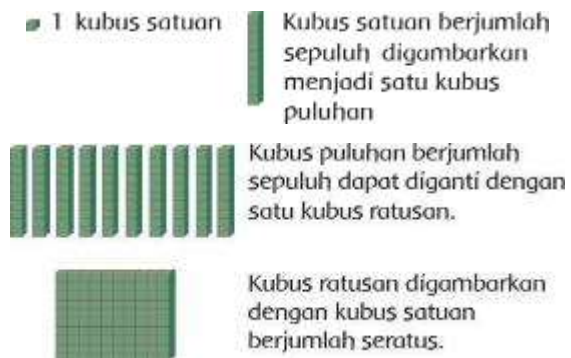 1 kubus satuan
Kubus satuan berjumlah
sepuluh digambarkan
menjadi satu kubus
puluhan
Kubus puluhan berjumlah
sepuluh dapat diganti dengan
satu kubus ratusan.
Kubus ratusan digambarkan
dengan kubus satuan
berjumlah seratus.